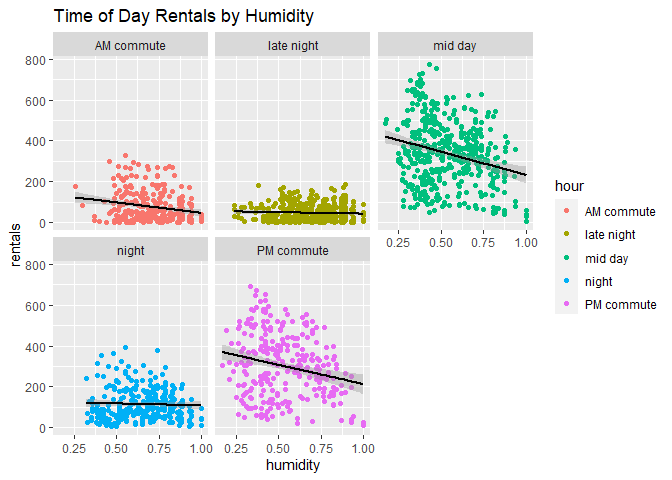 Time of Day Rentals by Humidity
AM commute
late night
mid day
800
600
400
200
0
0.25 0.50 0.75 1.00
night
PM commute
800
600
400
200
0
0.25 0.50 0.75 1.00
0.25 0.50 0.75 1.00
humidity
rentals
hour
AM commute
late night
mid day
night
PM commute